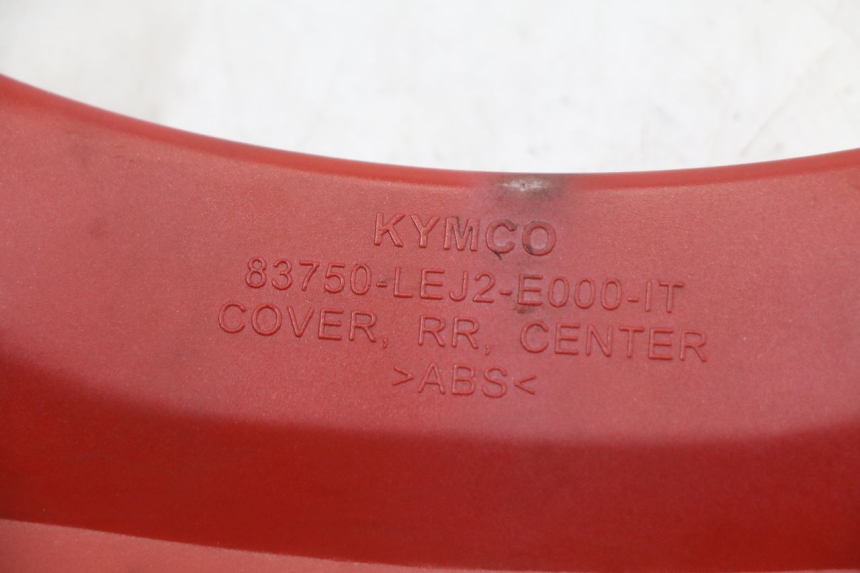 KYMCO
83750-LEJ2-E000-IT
COVER, RR, CENTER
>ABS<